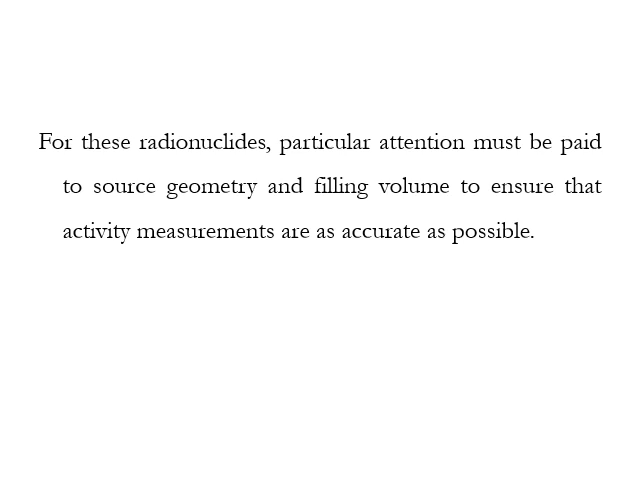 For these radionuclides, particular attention must be paid
to source geometry and filling volume to ensure that
activity measurements are as accurate as possible.